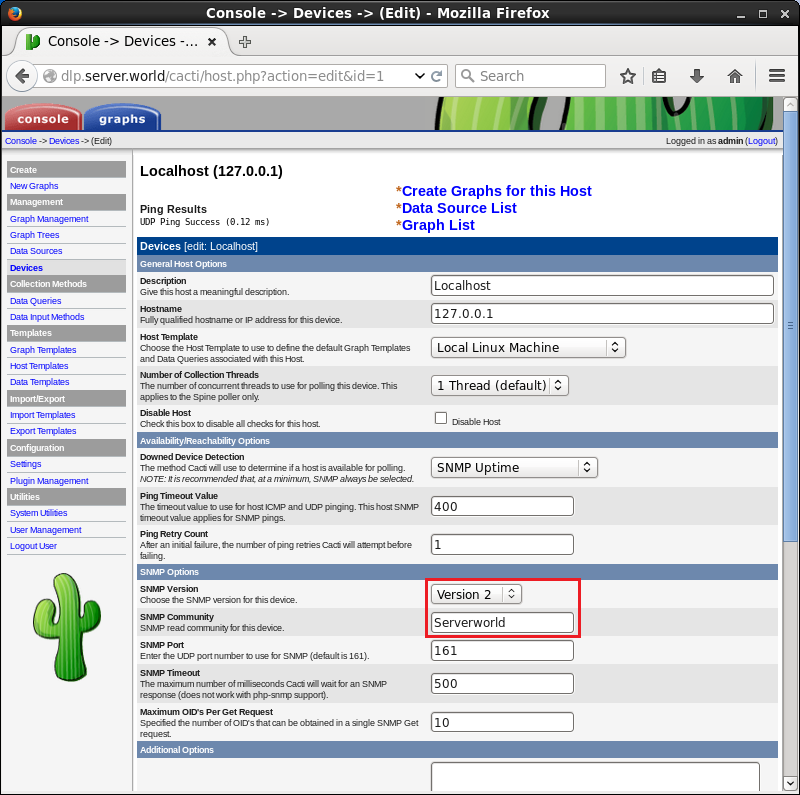 Console -> Devices -> (Edit) - Mozilla Firefox
Console -> Devices -...
dlp.server.world/cacti/host.php?action=edit&id=1
Search
console
graphs
Console -> Devices -> (Edit)
Logged in as admin (Logout)
Create
New Graphs
Management
Graph Management
Graph Trees
Data Sources
Devices
Collection Methods
Data Queries
Data Input Methods
Templates
Graph Templates
Host Templates
Data Templates
Import/Export
Import Templates
Export Templates
Configuration
Settings
Plugin Management
Utilities
System Utilities
User Management
Logout User
Localhost (127.0.0.1)
*Create Graphs for this Host
*Data Source List
*Graph List
Ping Results
UDP Ping Success (0.12 ms)
Devices [edit: Localhost]
General Host Options
Description
Give this host a meaningful description.
Localhost
Hostname
Fully qualified hostname or IP address for this device.
127.0.0.1
Host Template
Choose the Host Template to use to define the default Graph Templates
and Data Queries associated with this Host.
Local Linux Machine
Number of Collection Threads
The number of concurrent threads to use for polling this device. This
applies to the Spine poller only.
1 Thread (default)
Disable Host
Check this box to disable all checks for this host.
Disable Host
Availability/Reachability Options
Downed Device Detection
The method Cacti will use to determine if a host is available for polling.
NOTE: It is recommended that, at a minimum, SNMP always be selected.
SNMP Uptime
Ping Timeout Value
The timeout value to use for host ICMP and UDP pinging. This host SNMP
timeout value applies for SNMP pings.
400
Ping Retry Count
After an initial failure, the number of ping retries Cacti will attempt before
failing.
1
SNMP Options
SNMP Version
Choose the SNMP version for this device.
Version 2
SNMP Community
SNMP read community for this device.
Serverworld
SNMP Port
Enter the UDP port number to use for SNMP (default is 161).
161
SNMP Timeout
The maximum number of milliseconds Cacti will wait for an SNMP
response (does not work with php-snmp support).
500
Maximum OID's Per Get Request
Specified the number of OID's that can be obtained in a single SNMP Get
request.
10
Additional Options